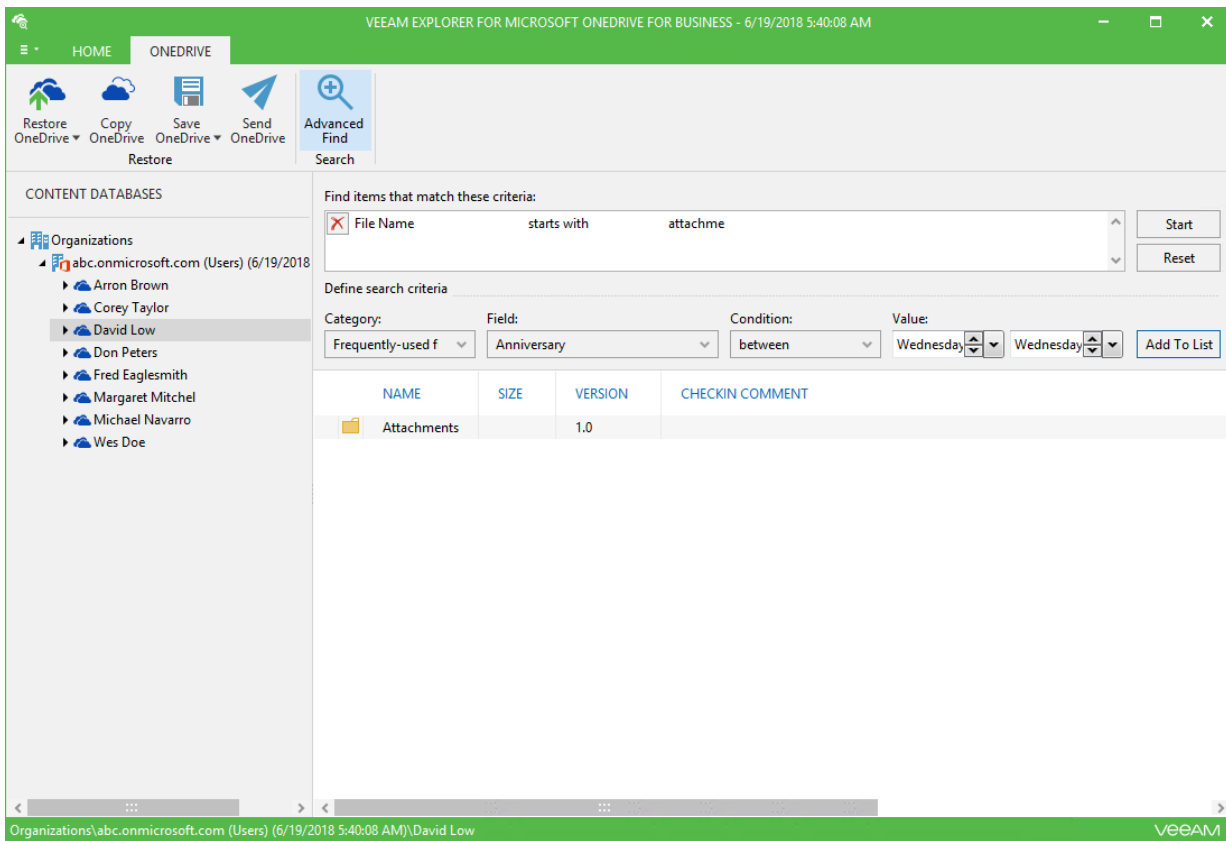 VEEAM EXPLORER FOR MICROSOFT ONEDRIVE FOR BUSINESS - 6/19/2018 5:40:08 AM
HOME ONEDRIVE
Restore OneDrive
Copy OneDrive
Save OneDrive
Send OneDrive
Advanced Find
Restore Search
CONTENT DATABASES
Organizations
abc.onmicrosoft.com (Users) (6/19/2018
Arron Brown
Corey Taylor
David Low
Don Peters
Fred Eaglesmith
Margaret Mitchel
Michael Navarro
Wes Doe
Find items that match these criteria:
File Name starts with attachme
Start
Reset
Define search criteria
Category: Field: Condition: Value:
Frequently-used f Anniversary between Wednesday Wednesday Add To List
NAME SIZE VERSION CHECKIN COMMENT
Attachments 1.0
Organizations\abc.onmicrosoft.com (Users) (6/19/2018 5:40:08 AM)\David Low veeam